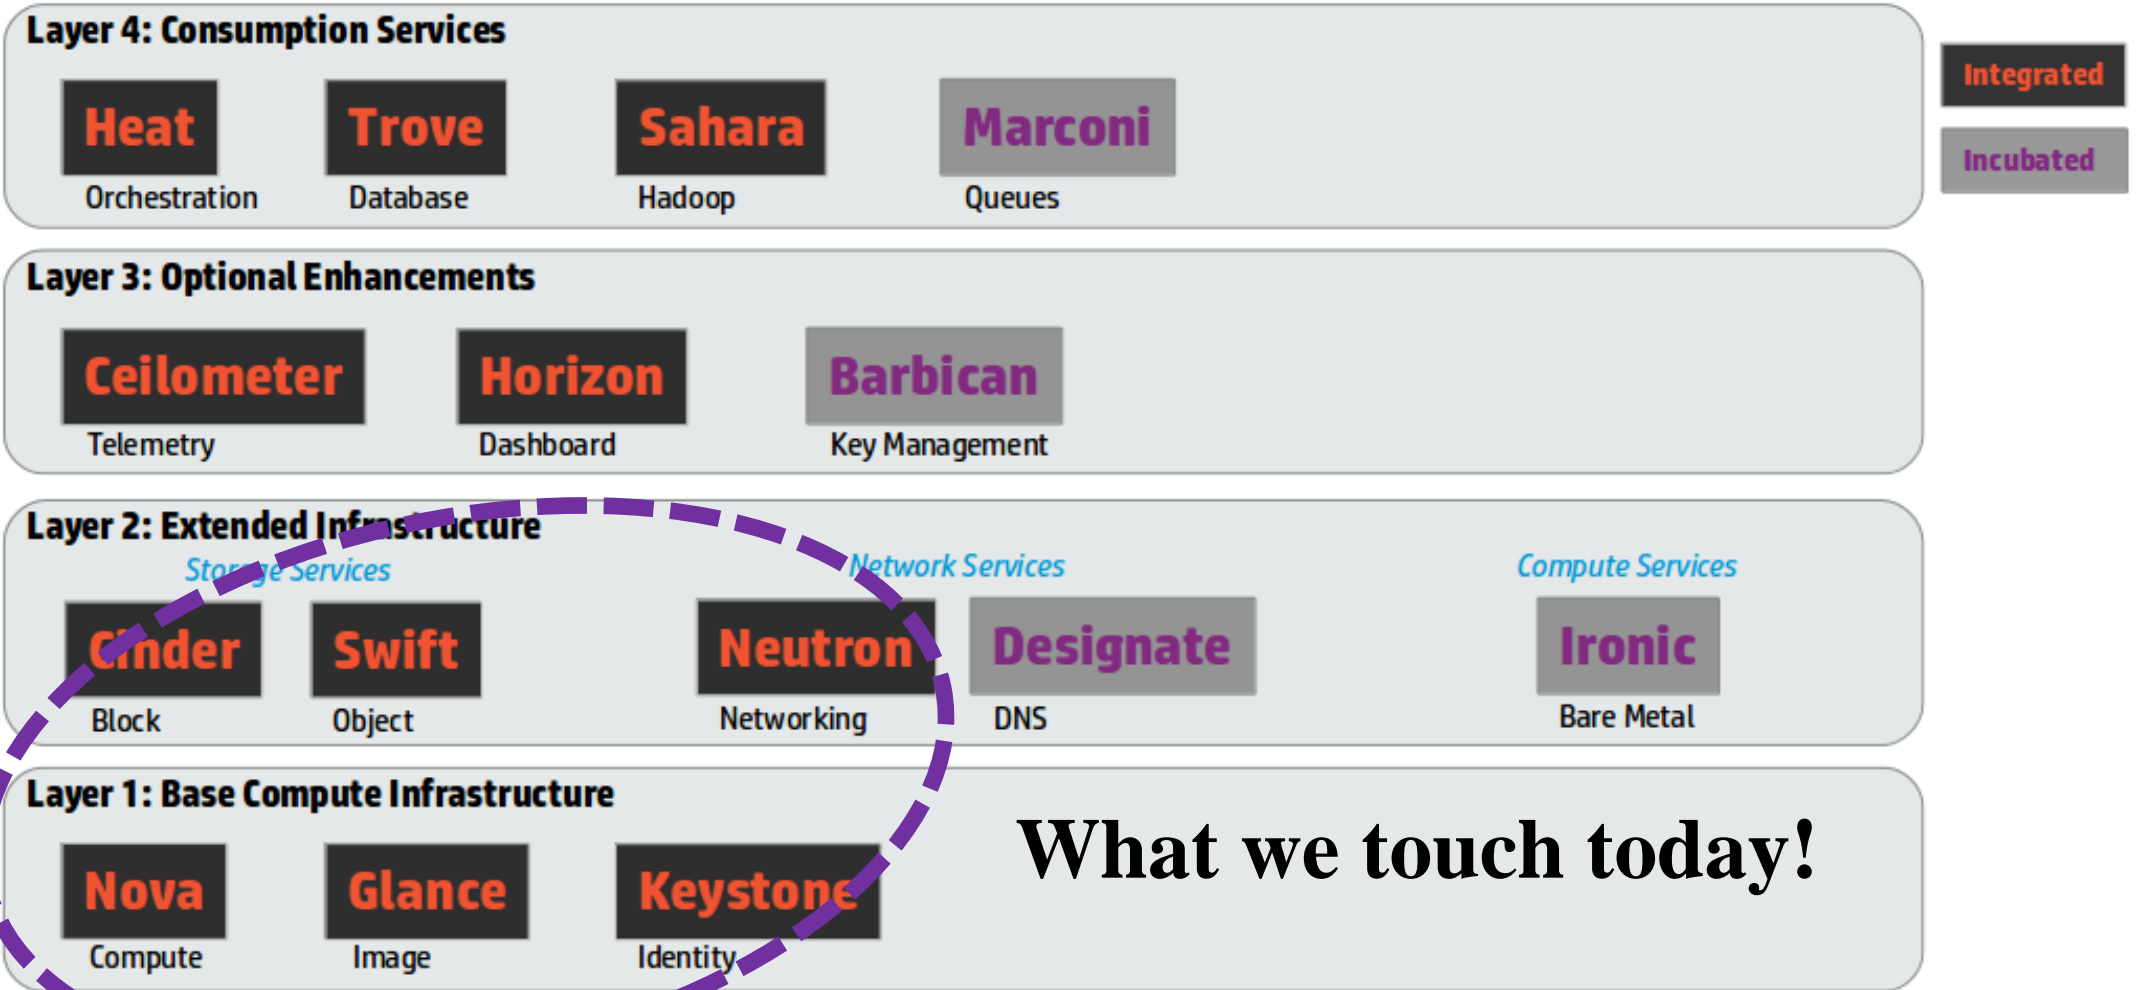 Layer 4: Consumption Services
Integrated
Heat Trove Sahara Marconi
Orchestration Database Hadoop Queues
Incubated
Layer 3: Optional Enhancements
Ceilometer Horizon Barbican
Telemetry Dashboard Key Management
Layer 2: Extended Infrastructure
Storage Services Network Services Compute Services
Cinder Swift Neutron Designate Ironic
Block Object Networking DNS Bare Metal
Layer 1: Base Compute Infrastructure
What we touch today!
Nova Glance Keystone
Compute Image Identity